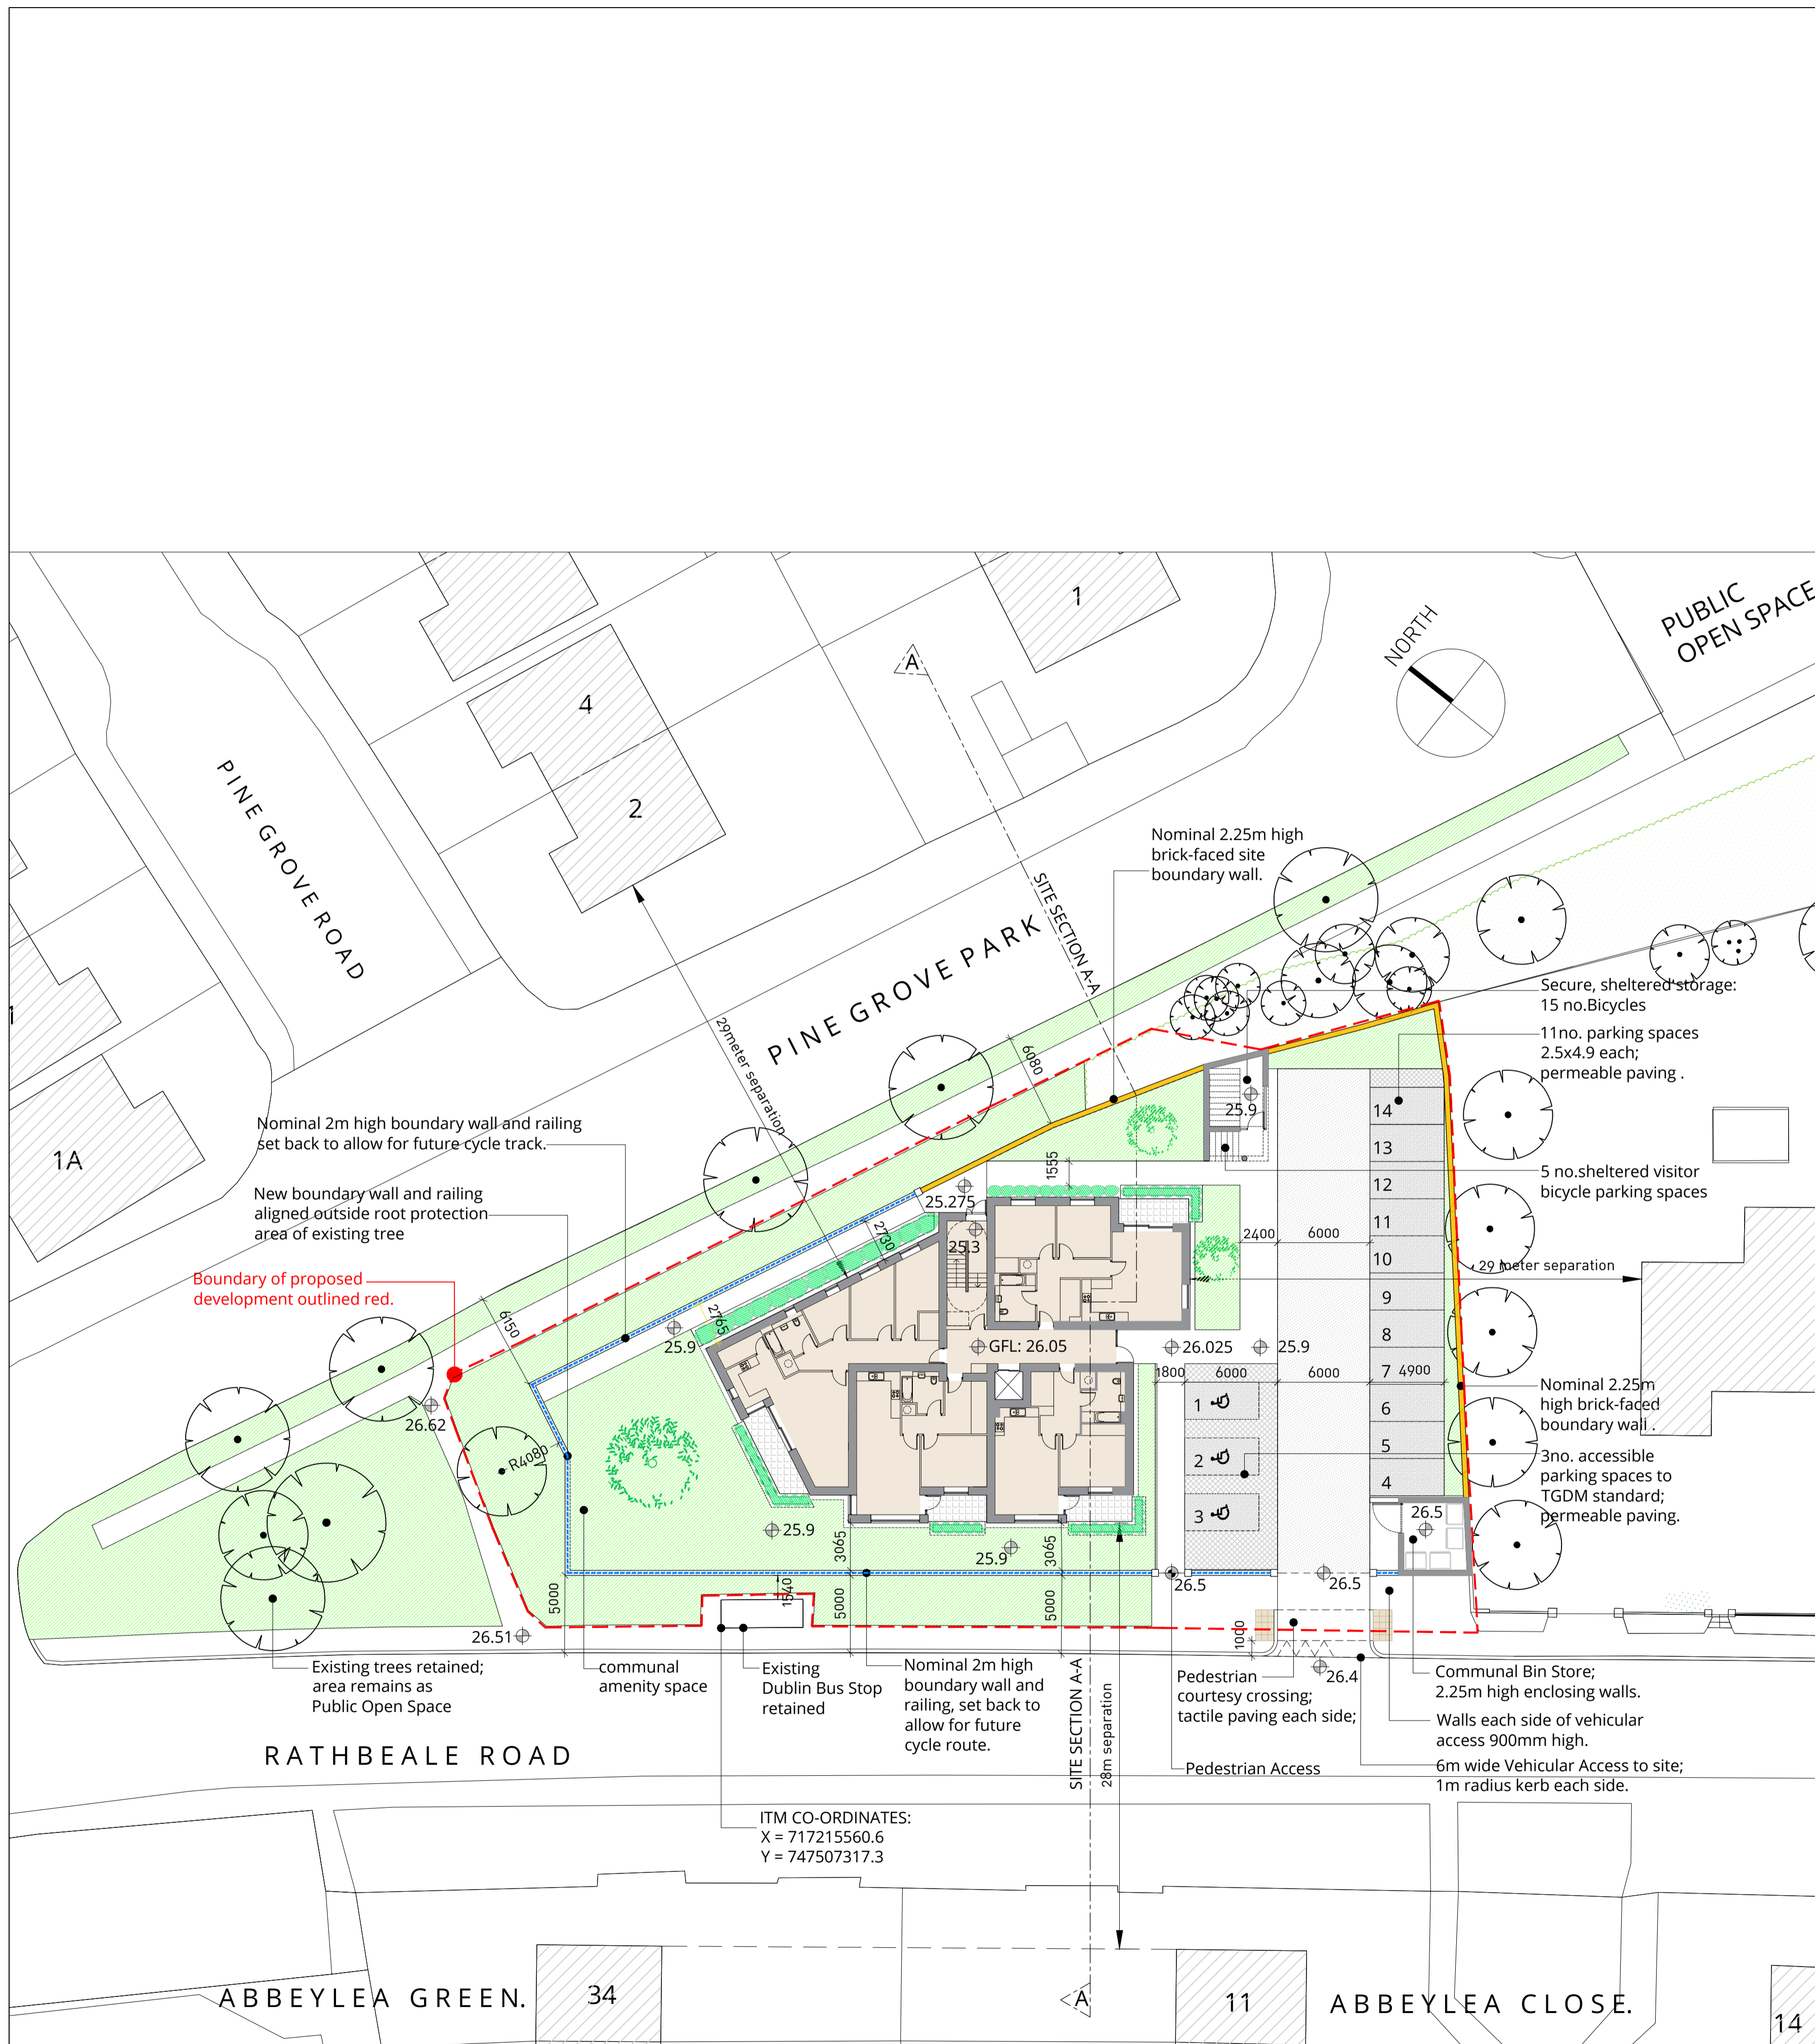 1
PUBLIC
OPEN SPACE
NORTH
A
4
2
PINE GROVE ROAD
Nominal 2.25m high
brick-faced site
boundary wall.
SITE SECTION A-A
PINE GROVE PARK
29meter separation
6080
Secure, sheltered storage:
15 no.Bicycles
11no. parking spaces
2.5x4.9 each;
permeable paving .
25.9
14
13
5 no.sheltered visitor
bicycle parking spaces
1A
Nominal 2m high boundary wall and railing
set back to allow for future cycle track.
New boundary wall and railing
aligned outside root protection
area of existing tree
Boundary of proposed
development outlined red.
1555
25.275
2730
25.3
12
11
2400
6000
10
29 meter separation
9
8
6150
2765
25.9
GFL: 26.05
26.025
25.9
1800
6000
6000
7
4900
Nominal 2.25m
high brick-faced
boundary wall .
1
6
26.62
R4080
2
5
3no. accessible
parking spaces to
TGDM standard;
permeable paving.
4
3
26.5
25.9
25.9
3065
3065
5000
1540
5000
5000
26.5
26.5
26.51
1000
26.4
Existing trees retained;
area remains as
Public Open Space
communal
amenity space
Existing
Dublin Bus Stop
retained
Nominal 2m high
boundary wall and
railing, set back to
allow for future
cycle route.
SITE SECTION A-A
28m separation
Pedestrian
courtesy crossing;
tactile paving each side;
Pedestrian Access
Communal Bin Store;
2.25m high enclosing walls.
Walls each side of vehicular
access 900mm high.
6m wide Vehicular Access to site;
1m radius kerb each side.
RATHBEALE ROAD
ITM CO-ORDINATES:
X = 717215560.6
Y = 747507317.3
ABBEYLEA GREEN.
34
A
11
ABBEYLEA CLOSE.
14